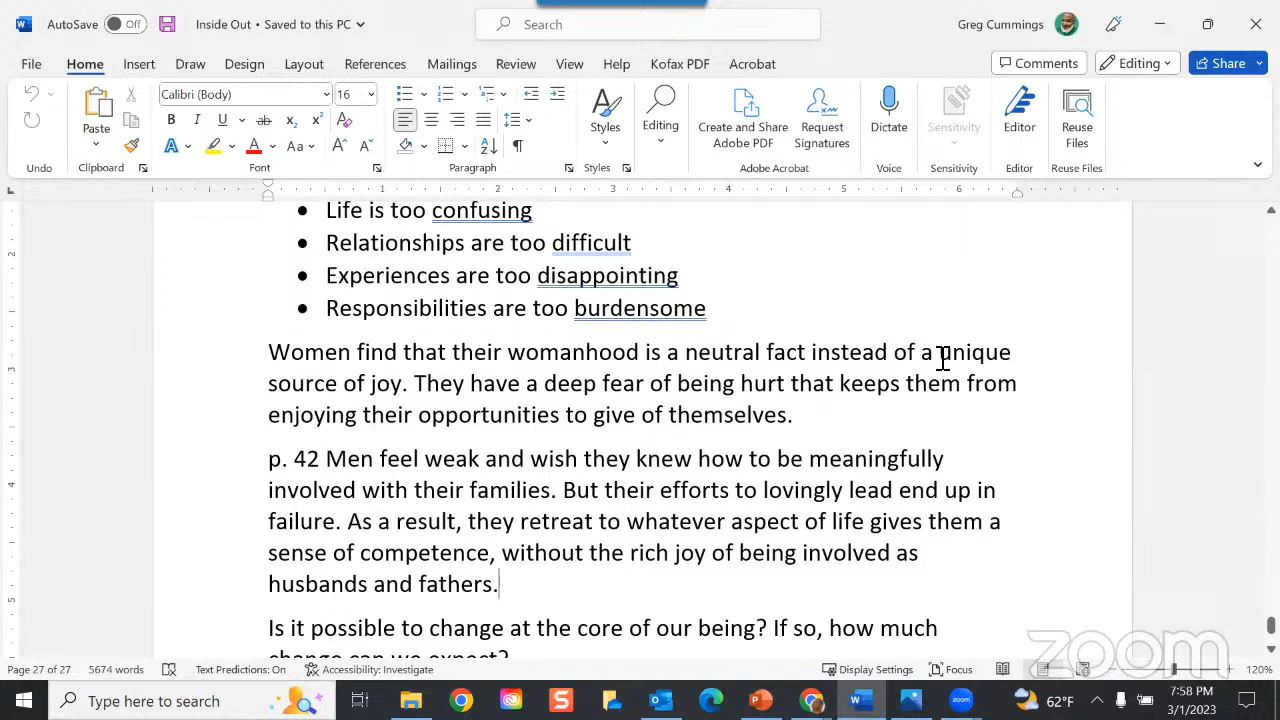 AutoSave Off Inside Out • Saved to this PC Search Greg Cummings
File Home Insert Draw Design Layout References Mailings Review View Help Kofax PDF Acrobat Comments Editing Share
Calibri (Body) 16
Paste Styles Editing Create and Share Adobe PDF Request Signatures Dictate Sensitivity Editor Reuse Files
Undo Clipboard Font Paragraph Styles Adobe Acrobat Voice Sensitivity Editor Reuse Files
1 2 3 4 5 6
• Life is too confusing
• Relationships are too difficult
• Experiences are too disappointing
• Responsibilities are too burdensome
Women find that their womanhood is a neutral fact instead of a unique
source of joy. They have a deep fear of being hurt that keeps them from
enjoying their opportunities to give of themselves.
p. 42 Men feel weak and wish they knew how to be meaningfully
involved with their families. But their efforts to lovingly lead end up in
failure. As a result, they retreat to whatever aspect of life gives them a
sense of competence, without the rich joy of being involved as
husbands and fathers.
Is it possible to change at the core of our being? If so, how much
change can we expect?
zoom
Page 27 of 27 5674 words Text Predictions: On Accessibility: Investigate Display Settings Focus 120%
Type here to search 62°F 7:58 PM
3/1/2023